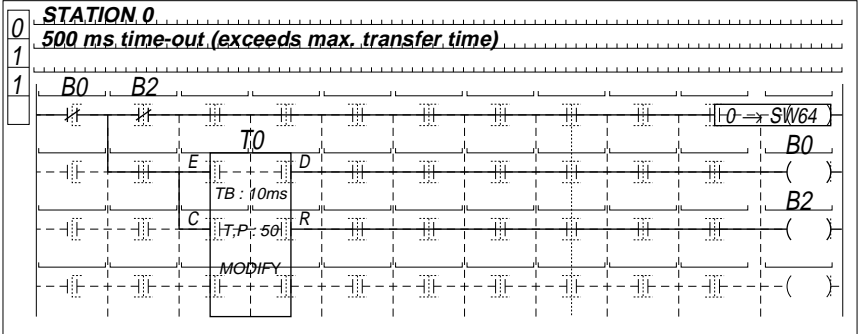 0 STATION 0
500 ms time-out (exceeds max. transfer time)
1
1 B0 B2
0 → SW64
T0 B0
E D
TB : 10ms
B2
C T,P : 50 R
MODIFY